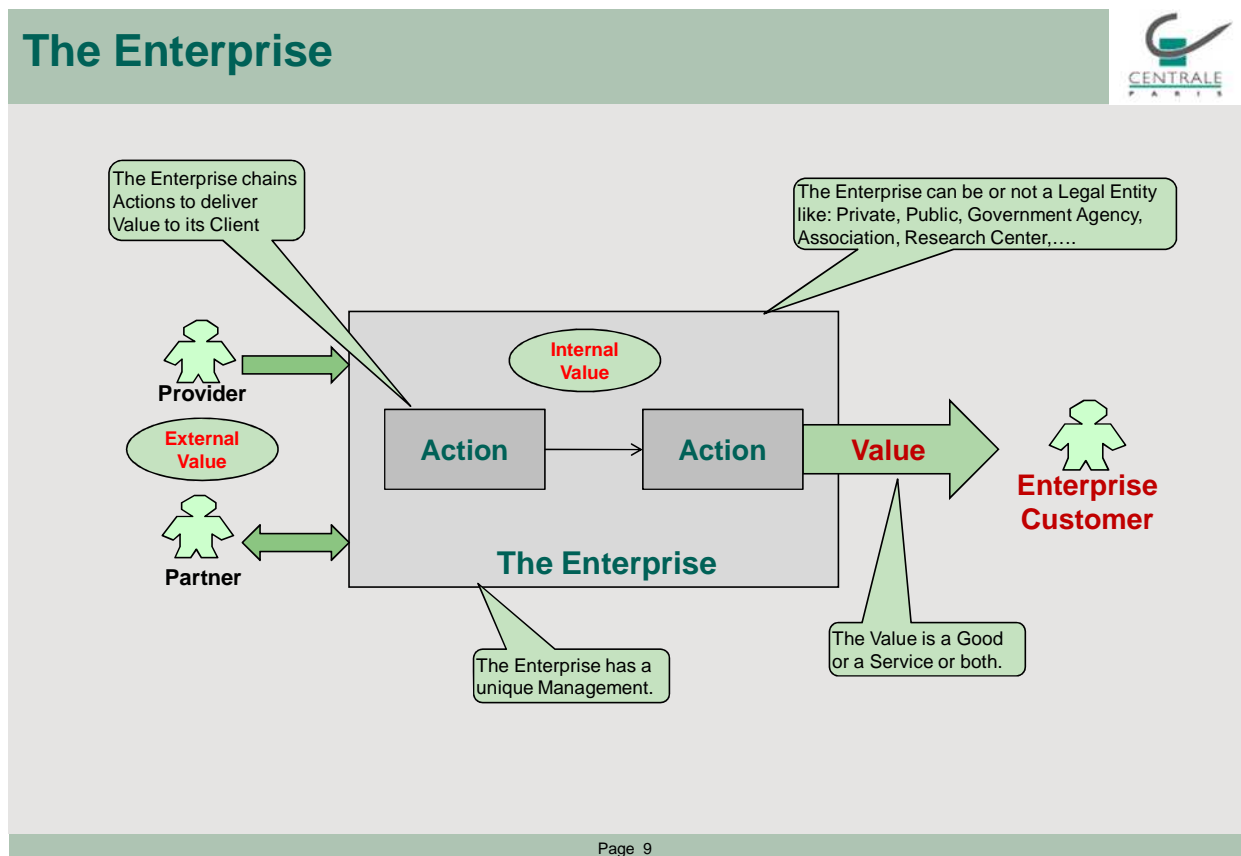 The Enterprise
CENTRALE
PARIS
The Enterprise chains
Actions to deliver
Value to its Client
The Enterprise can be or not a Legal Entity
like: Private, Public, Government Agency,
Association, Research Center,....
Provider
Internal
Value
External
Value
Action
Action
Value
Enterprise
Customer
Partner
The Enterprise
The Enterprise has a
unique Management.
The Value is a Good
or a Service or both.
Page 9